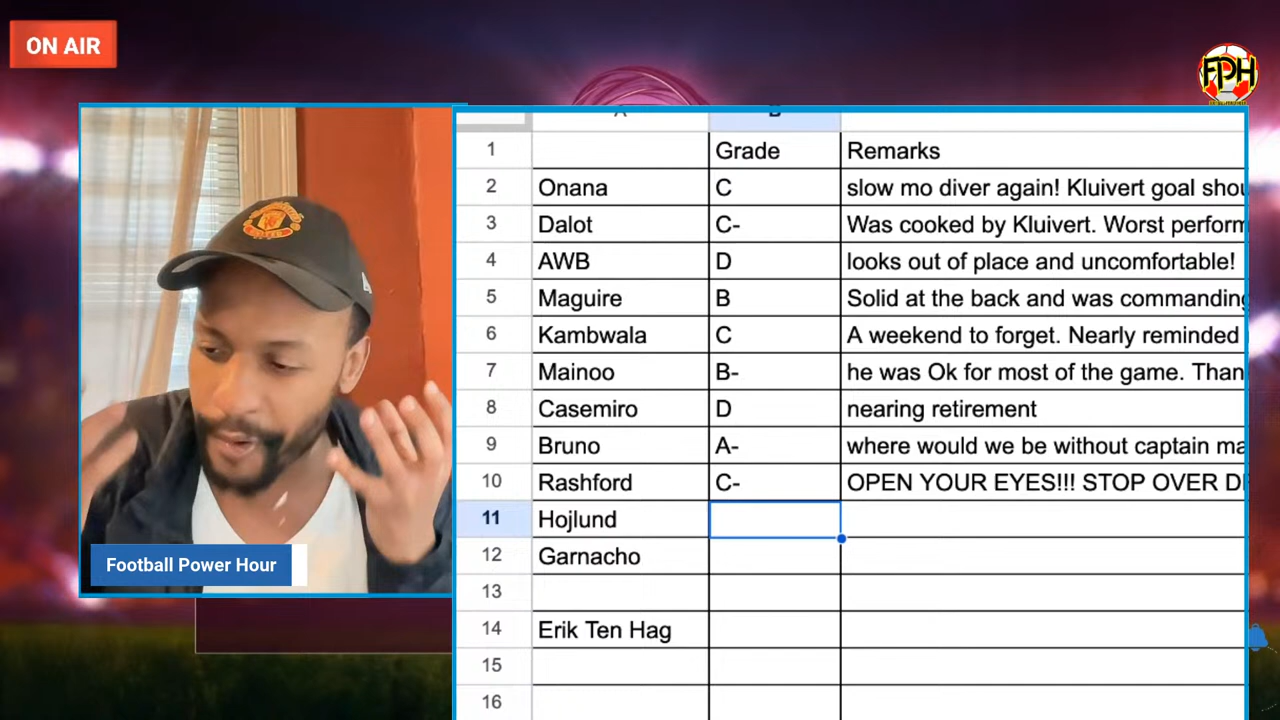 ON AIR
FPH
Grade Remarks
1
2 Onana C slow mo diver again! Kluivert goal shou
3 Dalot C- Was cooked by Kluivert. Worst perform
4 AWB D looks out of place and uncomfortable!
5 Maguire B Solid at the back and was commanding
6 Kambwala C A weekend to forget. Nearly reminded
7 Mainoo B- he was Ok for most of the game. Than
8 Casemiro D nearing retirement
9 Bruno A- where would we be without captain ma
10 Rashford C- OPEN YOUR EYES!!! STOP OVER
11 Hojlund
12 Garnacho
13
14 Erik Ten Hag
15
16
Football Power Hour